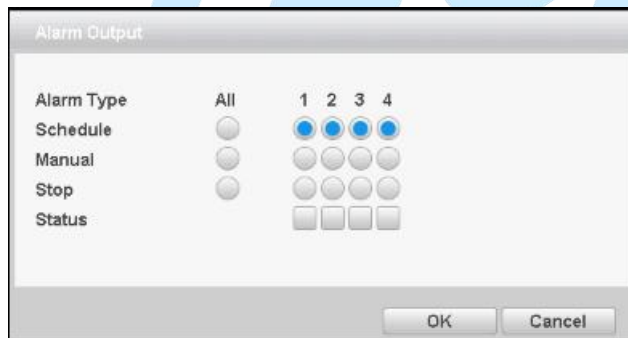 Alarm Output
Alarm Type All 1 2 3 4
Schedule
Manual
Stop
Status
OK Cancel